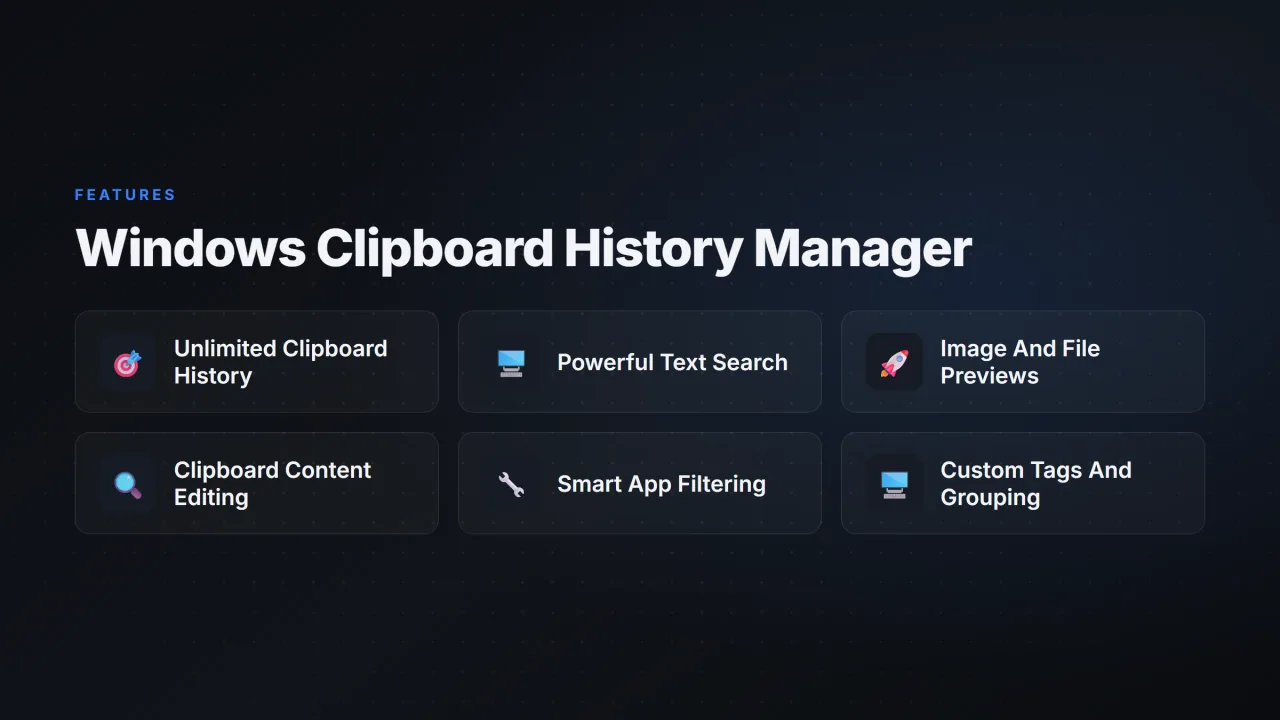 FEATURES
Windows Clipboard History Manager
Unlimited Clipboard
History
Powerful Text Search
Image And File
Previews
Clipboard Content
Editing
Smart App Filtering
Custom Tags And
Grouping